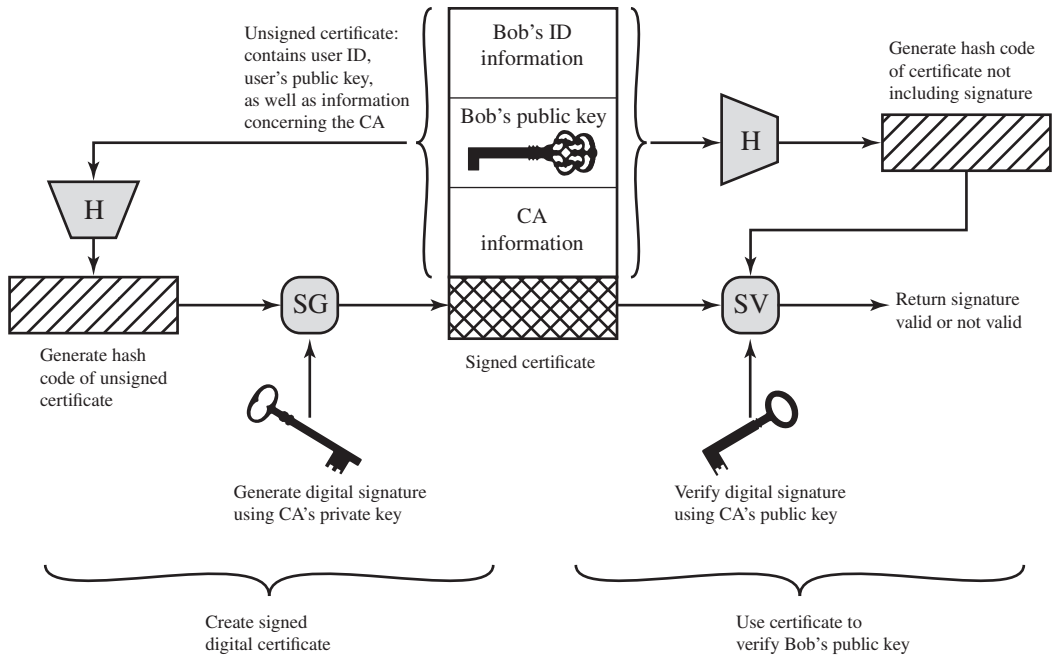 Unsigned certificate:
contains user ID,
user's public key,
as well as information
concerning the CA
Bob's ID
information
Bob's public key
CA
information
Generate hash code
of certificate not
including signature
H
H
SG
SV
Return signature
valid or not valid
Generate hash
code of unsigned
certificate
Signed certificate
Generate digital signature
using CA's private key
Verify digital signature
using CA's public key
Create signed
digital certificate
Use certificate to
verify Bob's public key